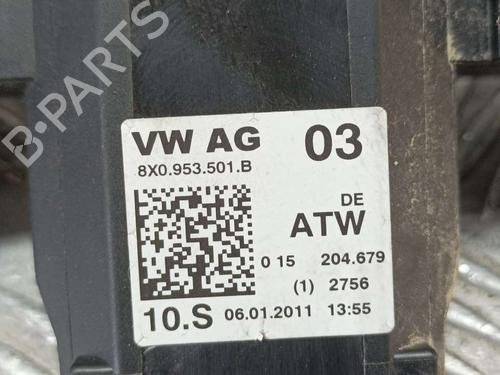 B-PARTS
VW AG 03
8X0.953.501.B
DE
ATW
0 15 204.679
(1) 2756
10.S 06.01.2011 13:55